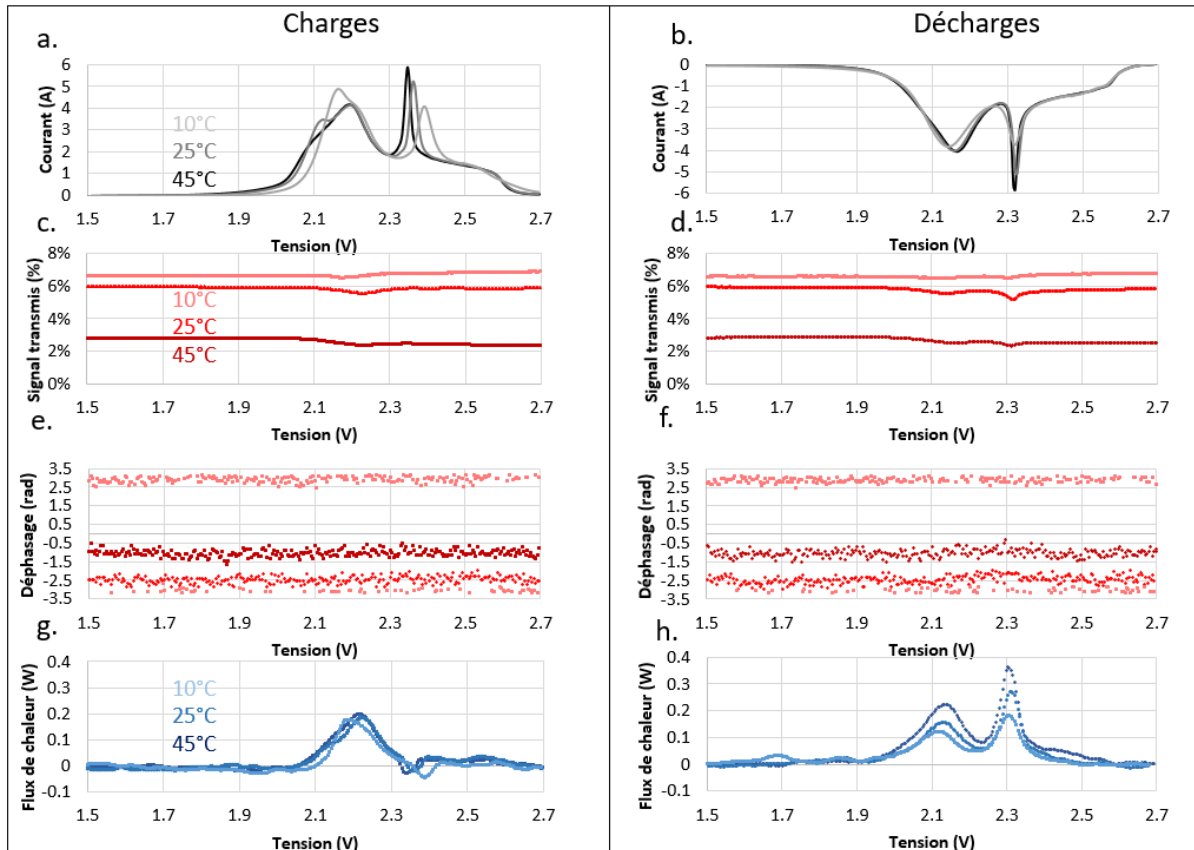 Charges
Décharges
a.
6
5
4
3
2
1
0
Courant (A)
10°C
25°C
45°C
1.5 1.7 1.9 2.1 2.3 2.5 2.7
Tension (V)
b.
0
-1
-2
-3
-4
-5
-6
Courant (A)
1.5 1.7 1.9 2.1 2.3 2.5 2.7
Tension (V)
c.
8%
6%
4%
2%
0%
Signal transmis (%)
10°C
25°C
45°C
1.5 1.7 1.9 2.1 2.3 2.5 2.7
Tension (V)
d.
8%
6%
4%
2%
0%
Signal transmis (%)
1.5 1.7 1.9 2.1 2.3 2.5 2.7
Tension (V)
e.
3.5
2.5
1.5
0.5
-0.5
-1.5
-2.5
-3.5
Déphasage (rad)
1.5 1.7 1.9 2.1 2.3 2.5 2.7
Tension (V)
f.
3.5
2.5
1.5
0.5
-0.5
-1.5
-2.5
-3.5
Déphasage (rad)
1.5 1.7 1.9 2.1 2.3 2.5 2.7
Tension (V)
g.
0.4
0.3
0.2
0.1
0
-0.1
Flux de chaleur (W)
10°C
25°C
45°C
1.5 1.7 1.9 2.1 2.3 2.5 2.7
Tension (V)
h.
0.4
0.3
0.2
0.1
0
-0.1
Flux de chaleur (W)
1.5 1.7 1.9 2.1 2.3 2.5 2.7
Tension (V)